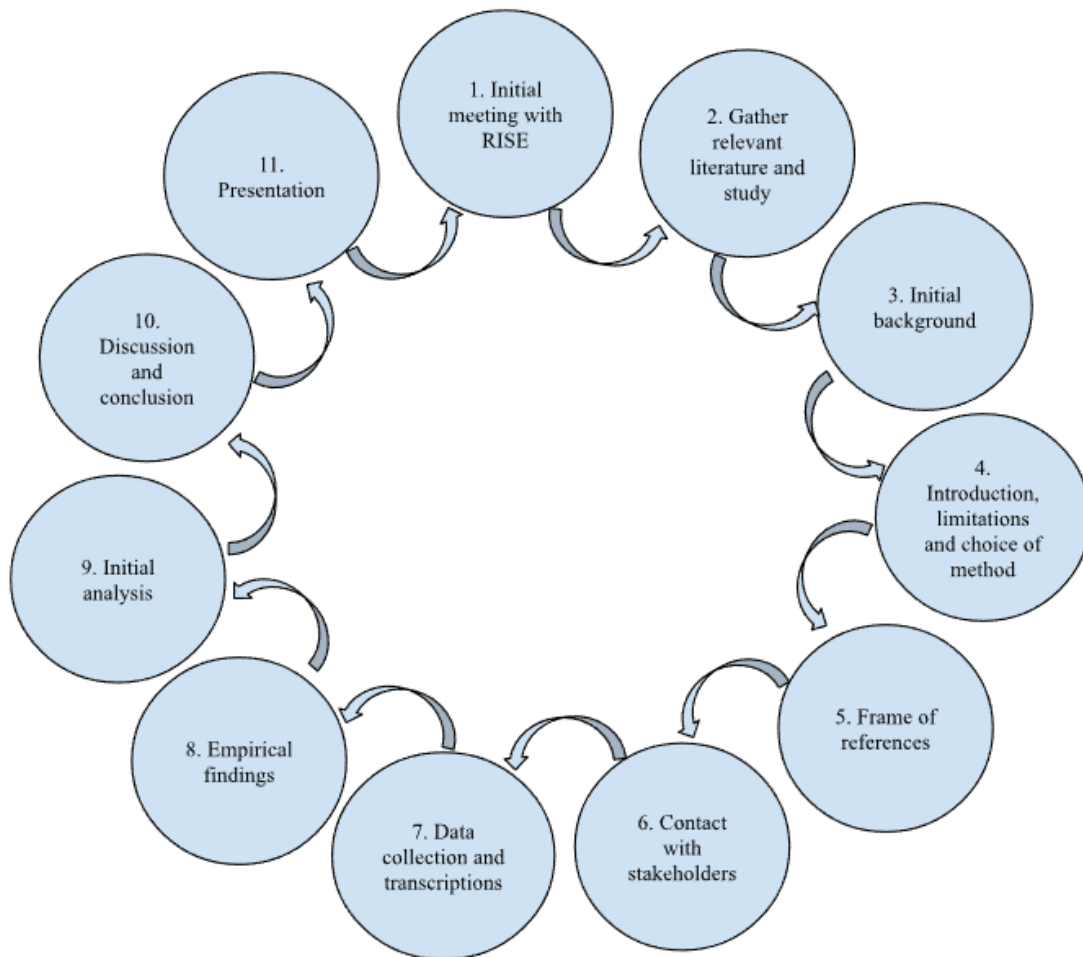 1. Initial
meeting with
RISE
2. Gather
relevant
literature and
study
3. Initial
background
4.
Introduction,
limitations
and choice of
method
5. Frame of
references
6. Contact
with
stakeholders
7. Data
collection and
transcriptions
8. Empirical
findings
9. Initial
analysis
10.
Discussion
and
conclusion
11.
Presentation